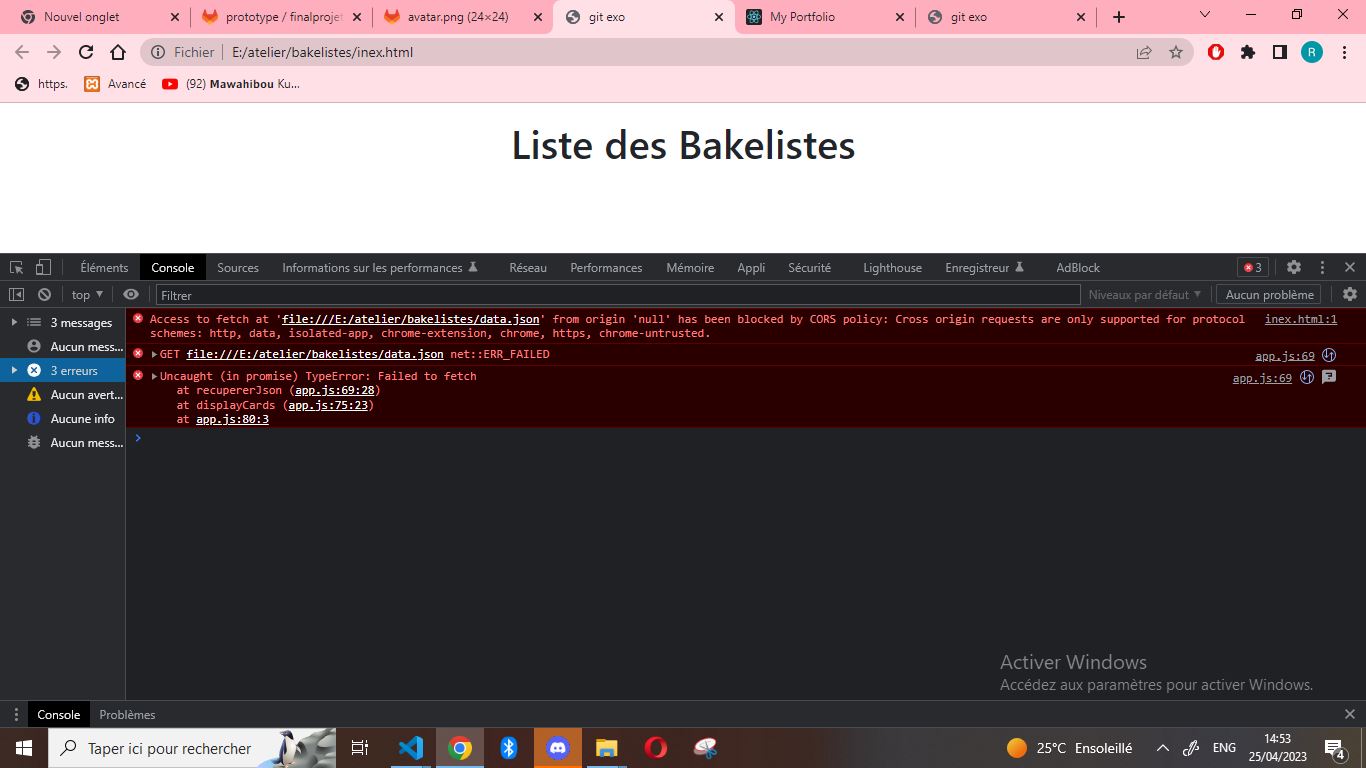 Nouvel onglet
prototype / finalprojet
avatar.png (24×24)
git exo
My Portfolio
git exo
Fichier
E:/atelier/bakelistes/inex.html
R
https.
Avancé
(92) Mawahibou Ku...
Liste des Bakelistes
Éléments
Console
Sources
Informations sur les performances
Réseau
Performances
Mémoire
Appli
Sécurité
Lighthouse
Enregistreur
AdBlock
3
top
Filtrer
Niveaux par défaut
Aucun problème
3 messages
Aucun mess...
3 erreurs
Aucun avert...
Aucune info
Aucun mess...
Access to fetch at 'file:///E:/atelier/bakelistes/data.json' from origin 'null' has been blocked by CORS policy: Cross origin requests are only supported for protocol inex.html:1
schemes: http, data, isolated-app, chrome-extension, chrome, https, chrome-untrusted.
GET file:///E:/atelier/bakelistes/data.json net::ERR_FAILED app.js:69
Uncaught (in promise) TypeError: Failed to fetch app.js:69
at recupererJson (app.js:69:28)
at displayCards (app.js:75:23)
at app.js:80:3
Activer Windows
Accédez aux paramètres pour activer Windows.
Console
Problèmes
Taper ici pour rechercher
25°C Ensoleillé
ENG
14:53
25/04/2023
4